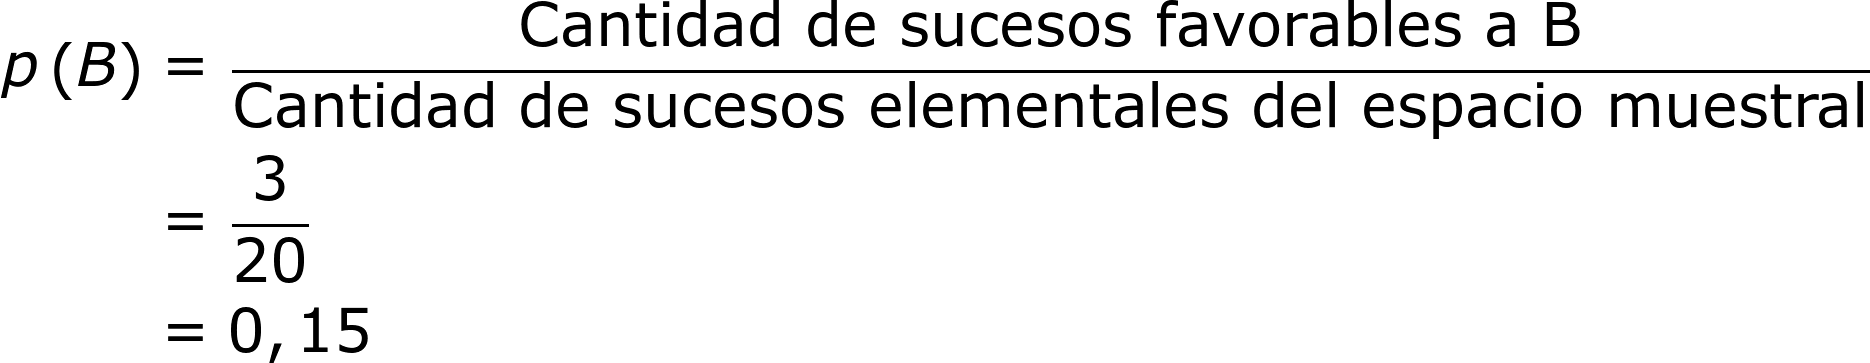 p (B) = Cantidad de sucesos favorables a B / Cantidad de sucesos elementales del espacio muestral
= 3/20
= 0, 15